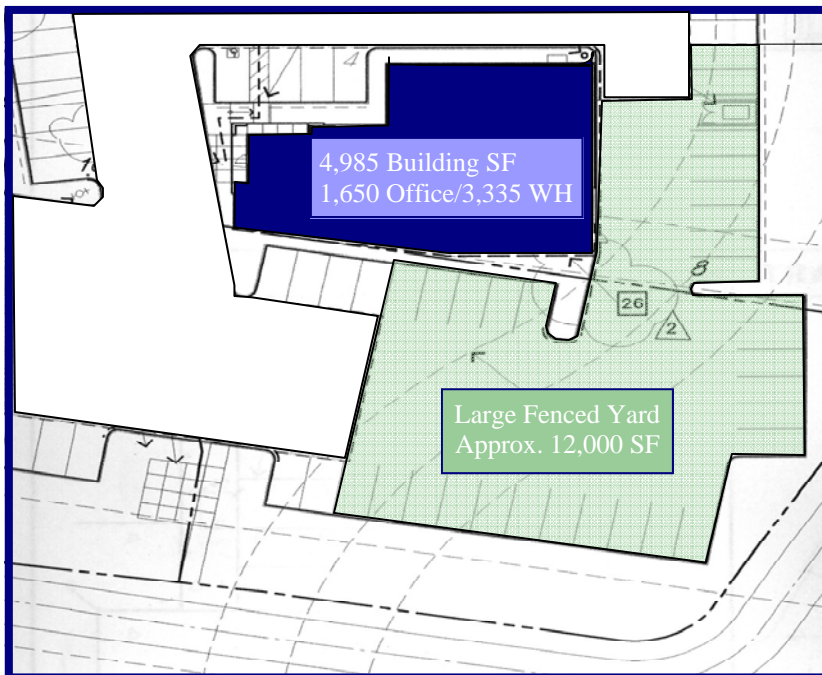 4,985 Building SF
1,650 Office/3,335 WH
8
26
2
Large Fenced Yard
Approx. 12,000 SF